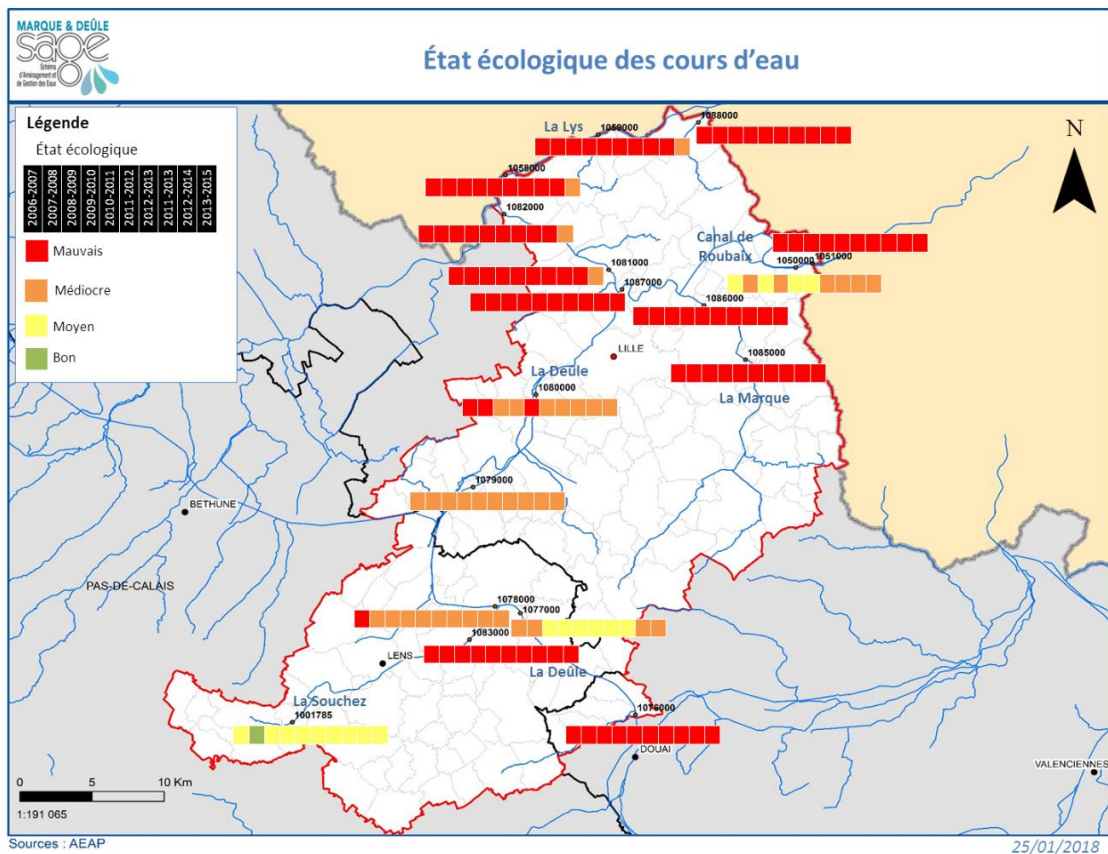 MARQUE & DEÛLE
sage
Schéma
d'Aménagement et
de Gestion des Eaux
État écologique des cours d'eau
Légende
État écologique
2006-2007
2007-2008
2008-2009
2009-2010
2010-2011
2011-2012
2012-2013
2011-2013
2012-2014
2013-2015
Mauvais
Médiocre
Moyen
Bon
N
1088000
La Lys
1059000
1058000
1082000
Canal de
Roubaix
1051000
1050000
1081000
1087000
1086000
LILLE
1085000
La Deûle
1080000
La Marque
1079000
BETHUNE
PAS-DE-CALAIS
1078000
1077000
1083000
LENS
La Deûle
La Souchez
1001785
1076000
DOUAI
VALENCIENNES
0 5 10 Km
1:191 065
Sources : AEAP
25/01/2018